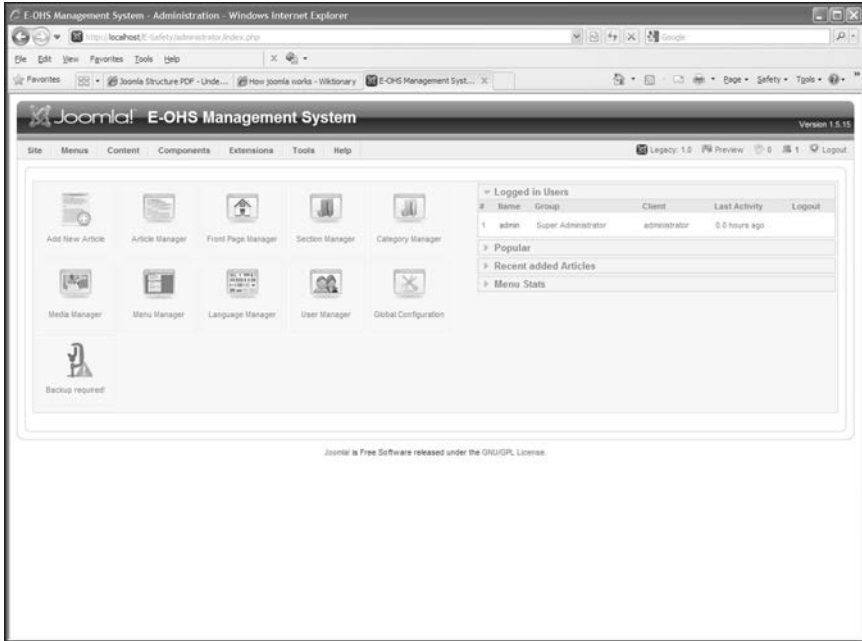 E-OHS Management System - Administration - Windows Internet Explorer
http://localhost/E-Safety/administrator/index.php
Google
File Edit View Favorites Tools Help
Favorites
Joomla Structure PDF - Unde...
How joomla works - Wiktionary
E-OHS Management Syst...
Page
Safety
Tools
Joomla! E-OHS Management System
Version 1.5.15
Site Menus Content Components Extensions Tools Help
Legacy: 1.0 Preview 0 1 Logout
Add New Article
Article Manager
Front Page Manager
Section Manager
Category Manager
Media Manager
Menu Manager
Language Manager
User Manager
Global Configuration
Backup required!
Logged in Users
# Name Group Client Last Activity Logout
1 admin Super Administrator administrator 0.0 hours ago
Popular
Recent added Articles
Menu Stats
Joomla! is Free Software released under the GNU/GPL License.